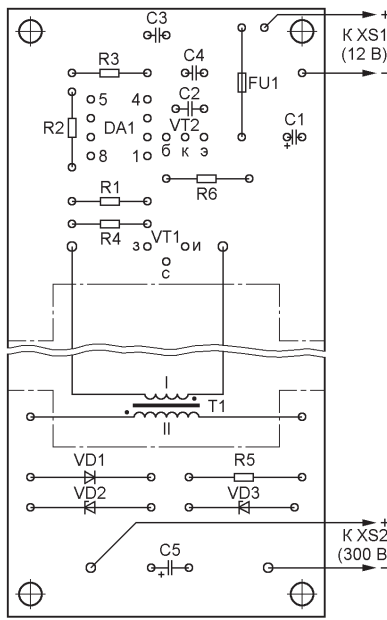 C3
+
К XS1
(12 В)
–
R3
C4
FU1
C2
5
4
R2
DA1
VT2
C1
+
б к э
8
1
R6
R1
R4
VT1
з
и
с
I
T1
II
VD1
R5
VD2
VD3
+
К XS2
(300 В)
–
C5
+